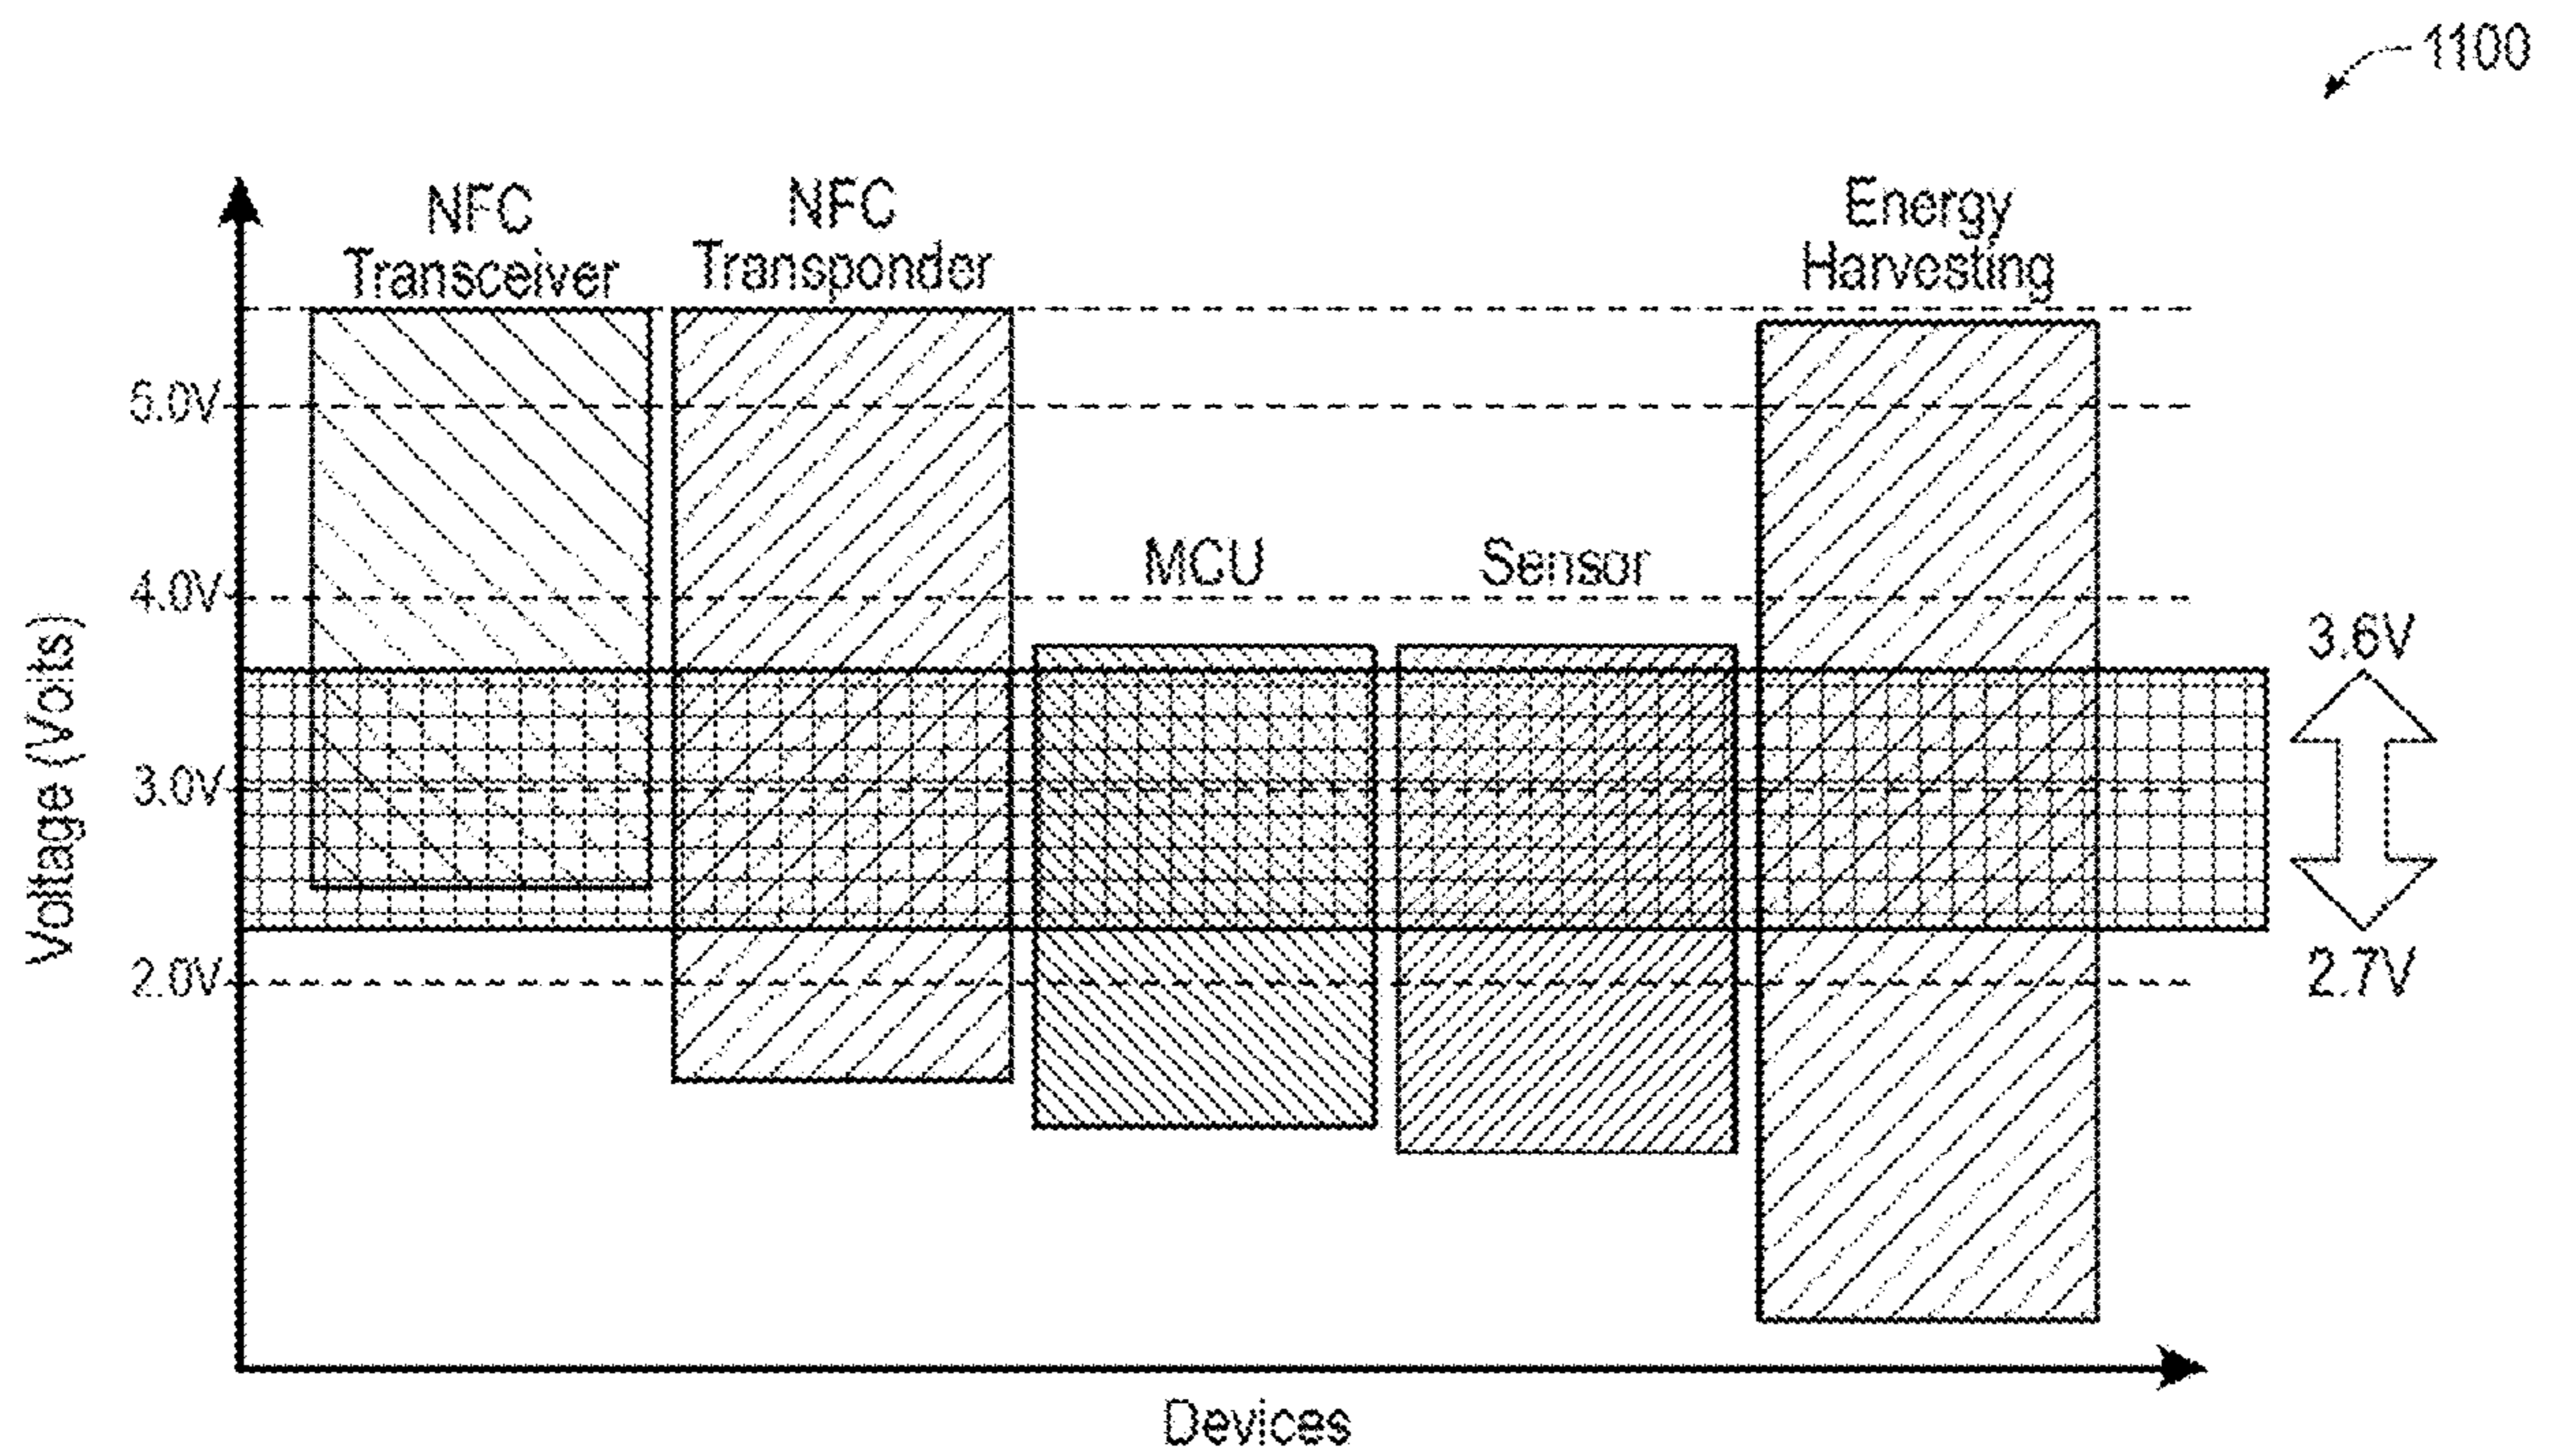 1100
NFC
Transceiver
NFC
Transponder
Energy
Harvesting
5.0V
MCU
Sensor
4.0V
3.6V
Voltage (Volts)
3.0V
2.0V
2.7V
Devices